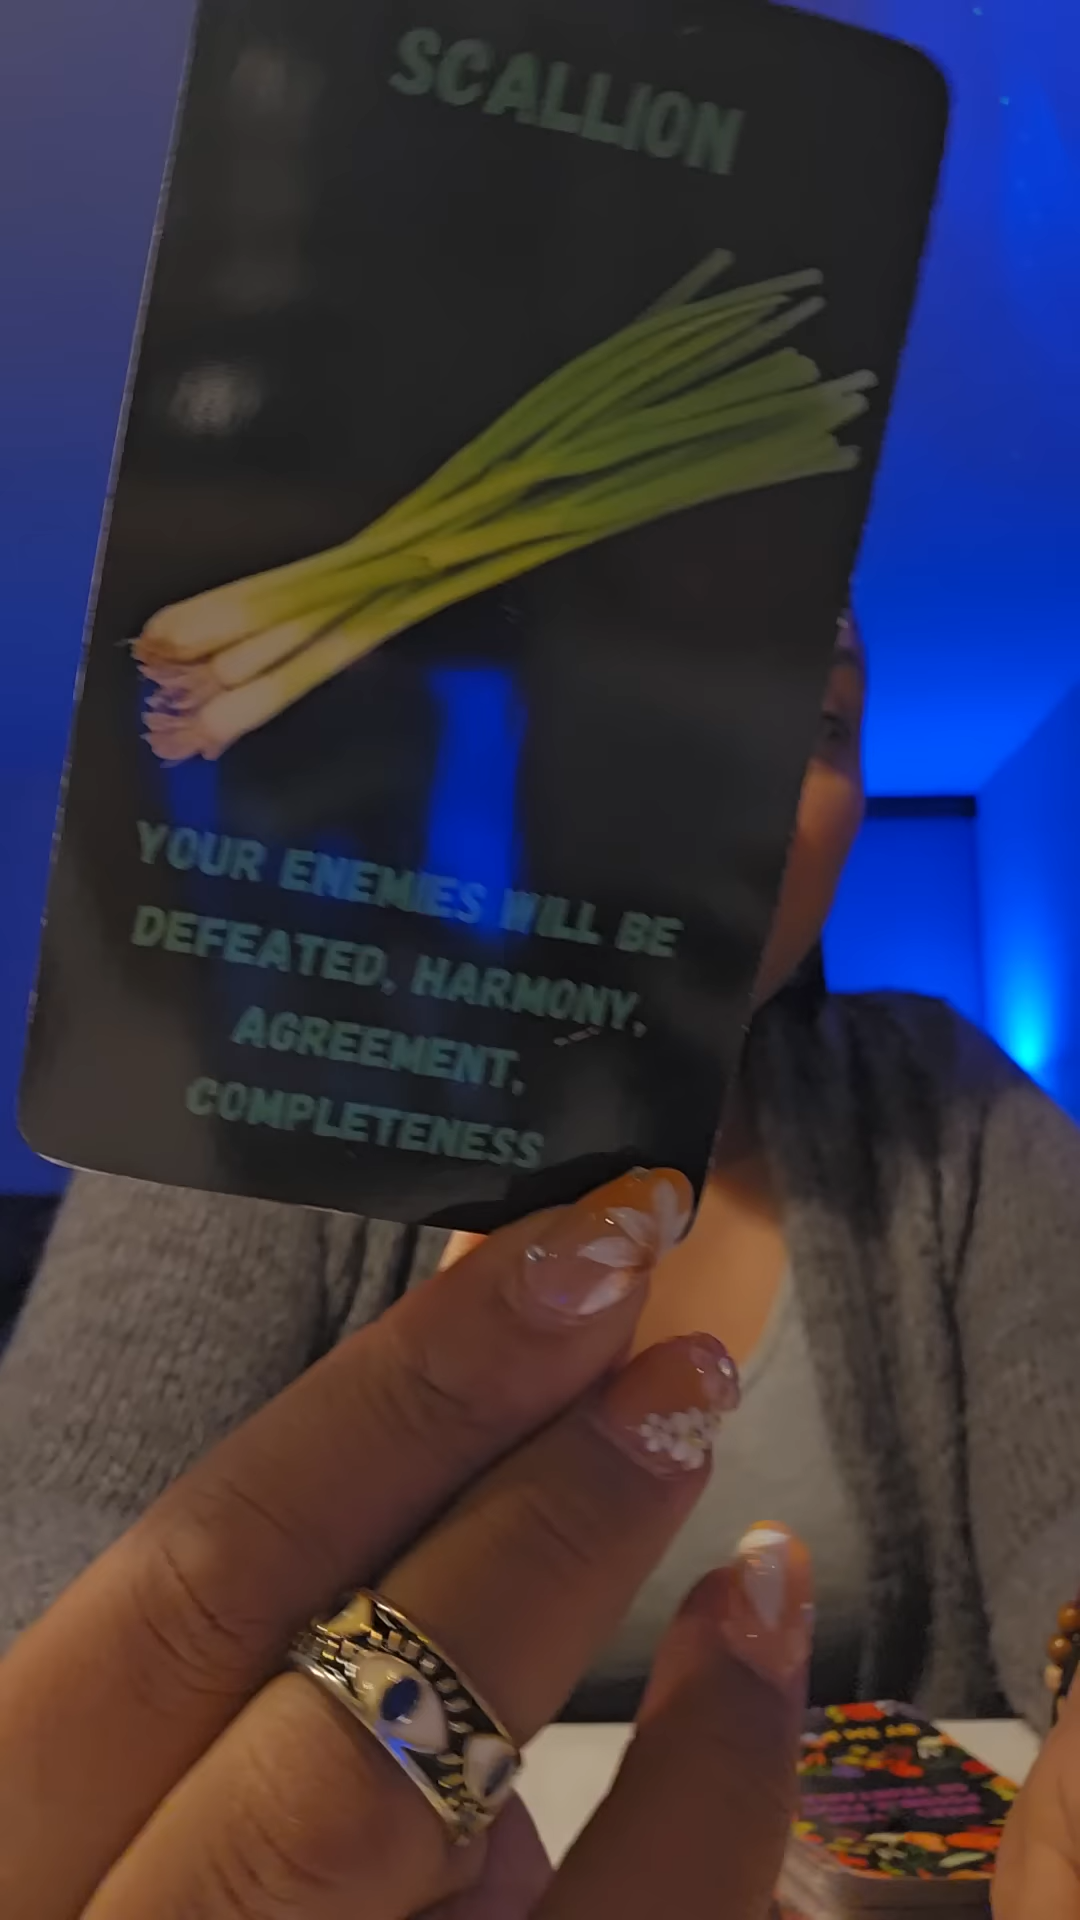 SCALLION
YOUR ENEMIES WILL BE
DEFEATED, HARMONY,
AGREEMENT,
COMPLETENESS